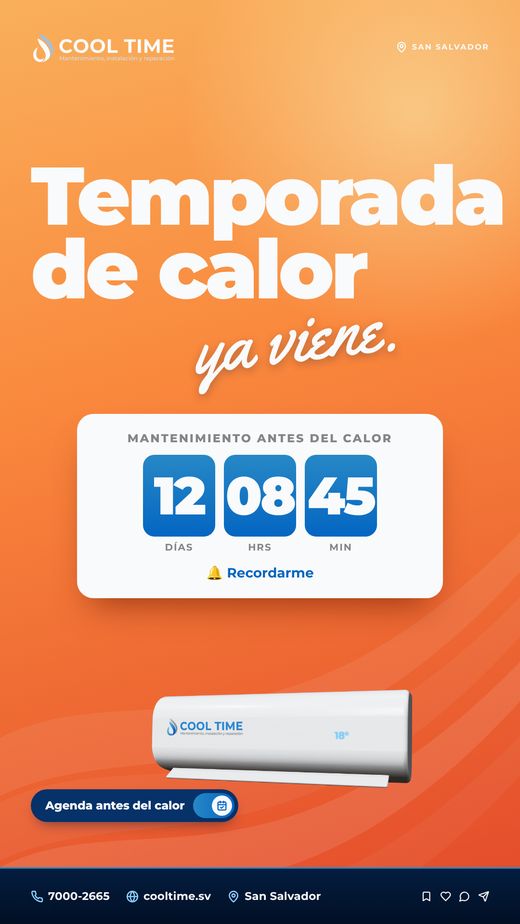 COOL TIME
Mantenimiento, instalación y reparación
SAN SALVADOR
Temporada
de calor
ya viene.
MANTENIMIENTO ANTES DEL CALOR
12 08 45
DÍAS HRS MIN
🔔 Recordarme
COOL TIME
Mantenimiento, instalación y reparación
18°
Agenda antes del calor
7000-2665 cooltime.sv San Salvador